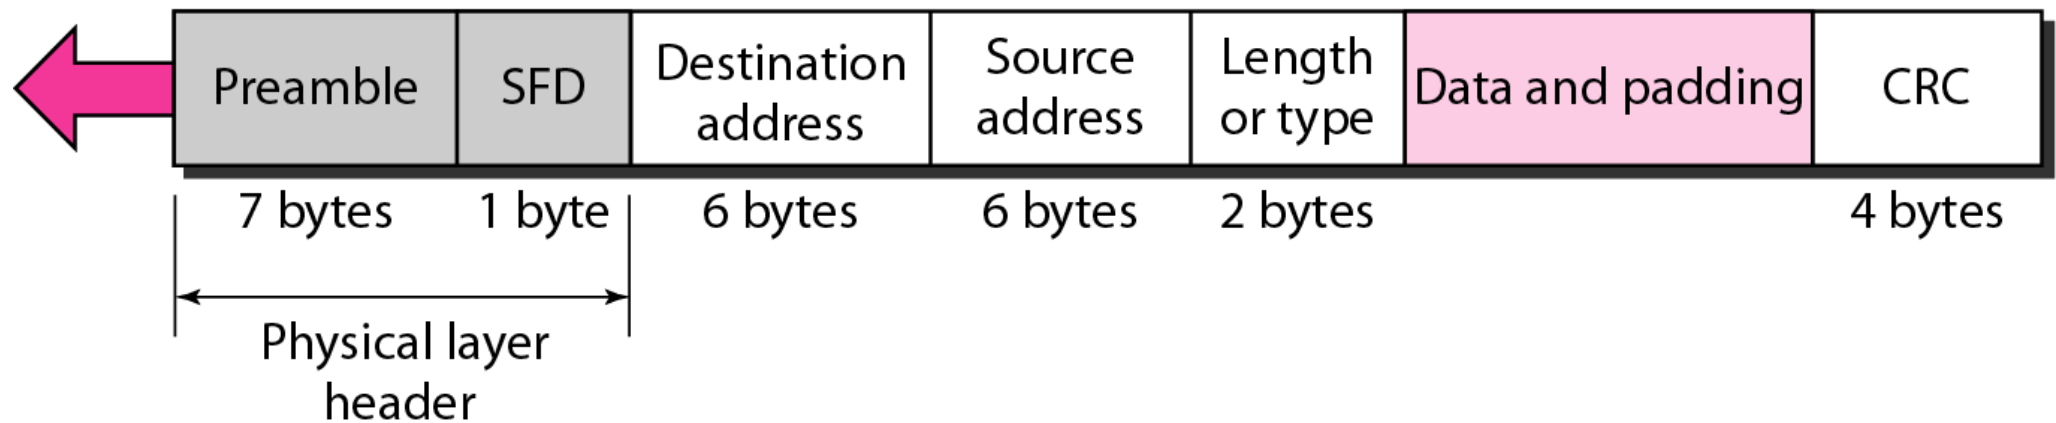 Preamble
SFD
Destination
address
Source
address
Length
or type
Data and padding
CRC
7 bytes
1 byte
6 bytes
6 bytes
2 bytes
4 bytes
Physical layer
header